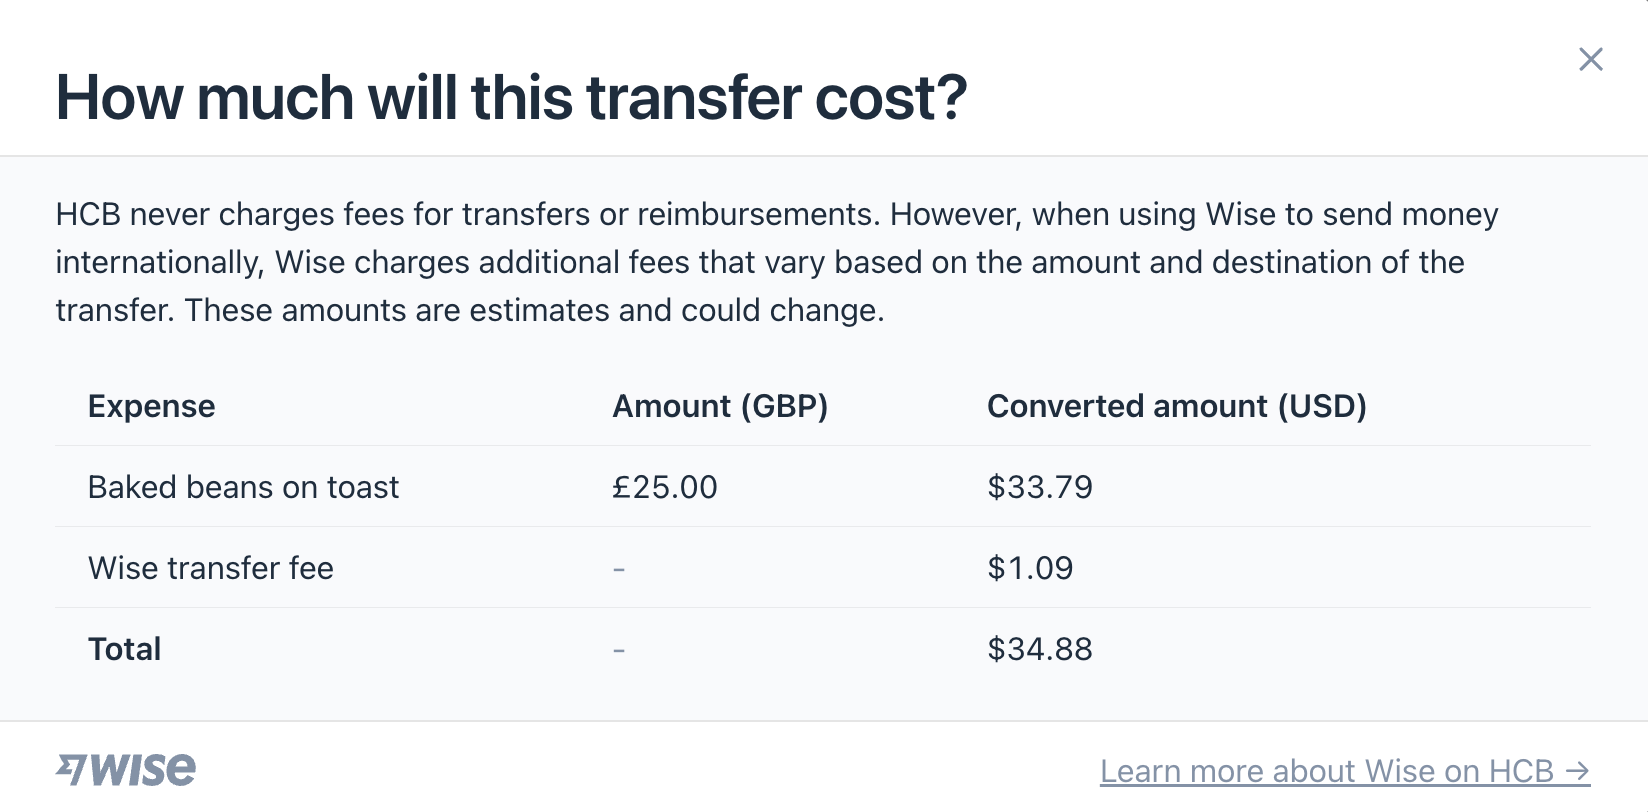 How much will this transfer cost?
HCB never charges fees for transfers or reimbursements. However, when using Wise to send money
internationally, Wise charges additional fees that vary based on the amount and destination of the
transfer. These amounts are estimates and could change.
Expense Amount (GBP) Converted amount (USD)
Baked beans on toast £25.00 $33.79
Wise transfer fee - $1.09
Total - $34.88
WISE
Learn more about Wise on HCB →